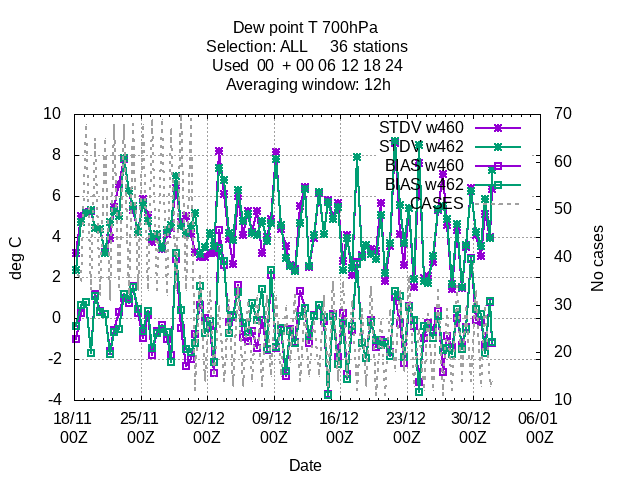 Dew point T 700hPa
Selection: ALL 36 stations
Used 00 + 00 06 12 18 24
Averaging window: 12h
10
8
6
4
2
0
-2
-4
deg C
70
60
50
40
30
20
10
No cases
STDV w460
STDV w462
BIAS w460
BIAS w462
CASES
18/11 25/11 02/12 09/12 16/12 23/12 30/12 06/01
00Z 00Z 00Z 00Z 00Z 00Z 00Z 00Z
Date